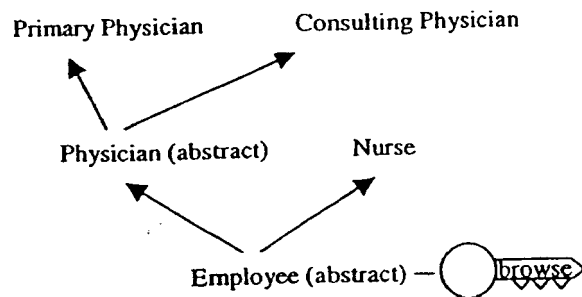 Primary Physician
Consulting Physician
Physician (abstract)
Nurse
Employee (abstract)
browse